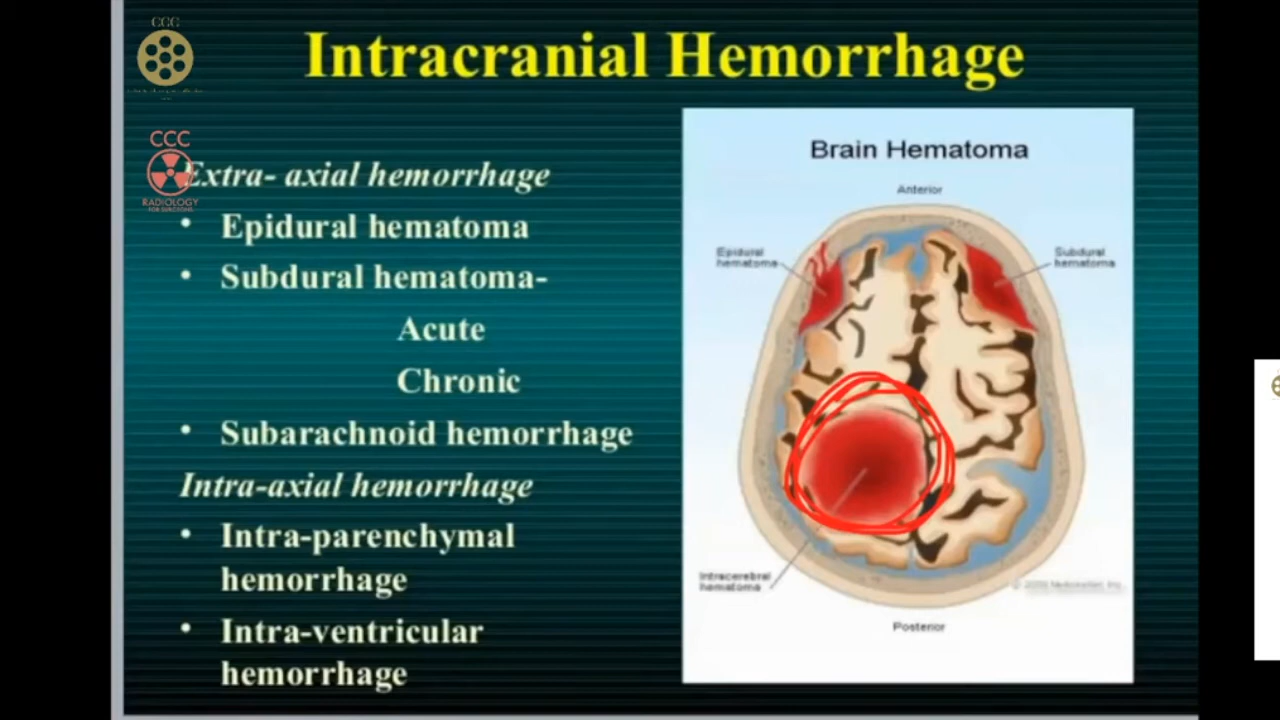 CCC
Intracranial Hemorrhage
CCC
RADIOLOGY
Extra- axial hemorrhage
• Epidural hematoma
• Subdural hematoma-
Acute
Chronic
• Subarachnoid hemorrhage
Intra-axial hemorrhage
• Intra-parenchymal
hemorrhage
• Intra-ventricular
hemorrhage
Brain Hematoma
Anterior
Epidural
hematoma
Subdural
hematoma
Intracerebral
hematoma
Posterior